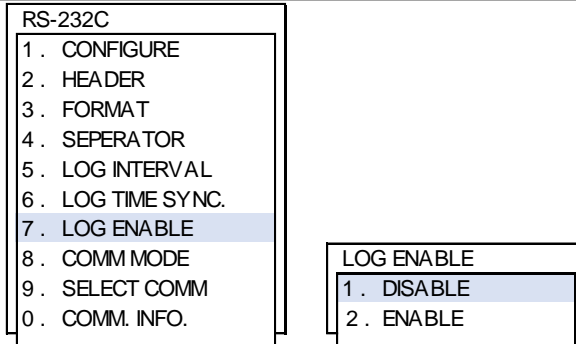 RS-232C
1 . CONFIGURE
2 . HEADER
3 . FORMAT
4 . SEPERATOR
5 . LOG INTERVAL
6 . LOG TIME SYNC.
7 . LOG ENABLE
8 . COMM MODE
9 . SELECT COMM
0 . COMM. INFO.
LOG ENABLE
1 . DISABLE
2 . ENABLE